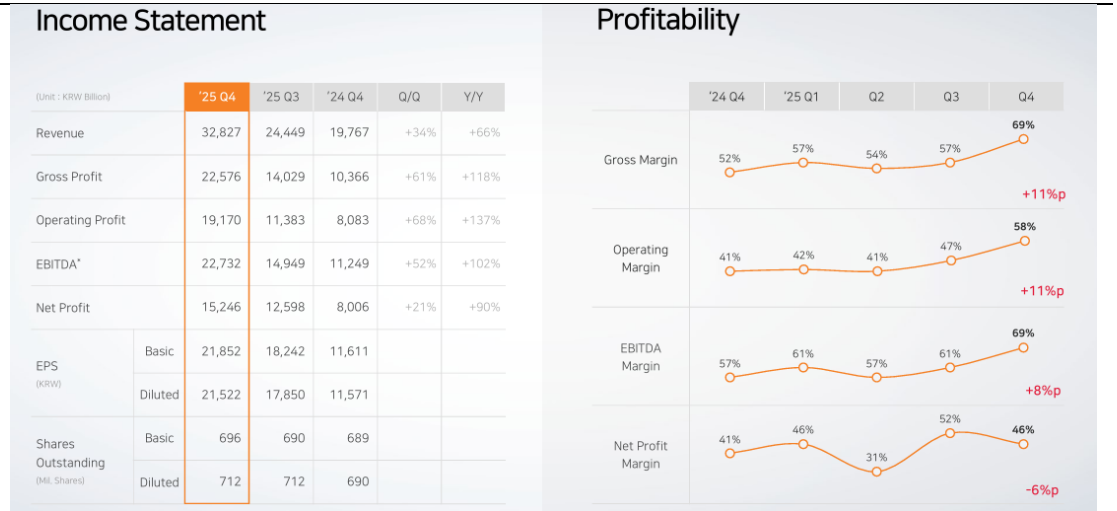 Income Statement
(Unit : KRW Billion) '25 Q4 '25 Q3 '24 Q4 Q/Q Y/Y
Revenue 32,827 24,449 19,767 +34% +66%
Gross Profit 22,576 14,029 10,366 +61% +118%
Operating Profit 19,170 11,383 8,083 +68% +137%
EBITDA* 22,732 14,949 11,249 +52% +102%
Net Profit 15,246 12,598 8,006 +21% +90%
EPS
(KRW)
Basic 21,852 18,242 11,611
Diluted 21,522 17,850 11,571
Shares
Outstanding
(Mil. Shares)
Basic 696 690 689
Diluted 712 712 690
Profitability
'24 Q4 '25 Q1 Q2 Q3 Q4
Gross Margin
52% 57% 54% 57% 69%
+11%p
Operating
Margin
41% 42% 41% 47% 58%
+11%p
EBITDA
Margin
57% 61% 57% 61% 69%
+8%p
Net Profit
Margin
41% 46% 31% 52% 46%
-6%p